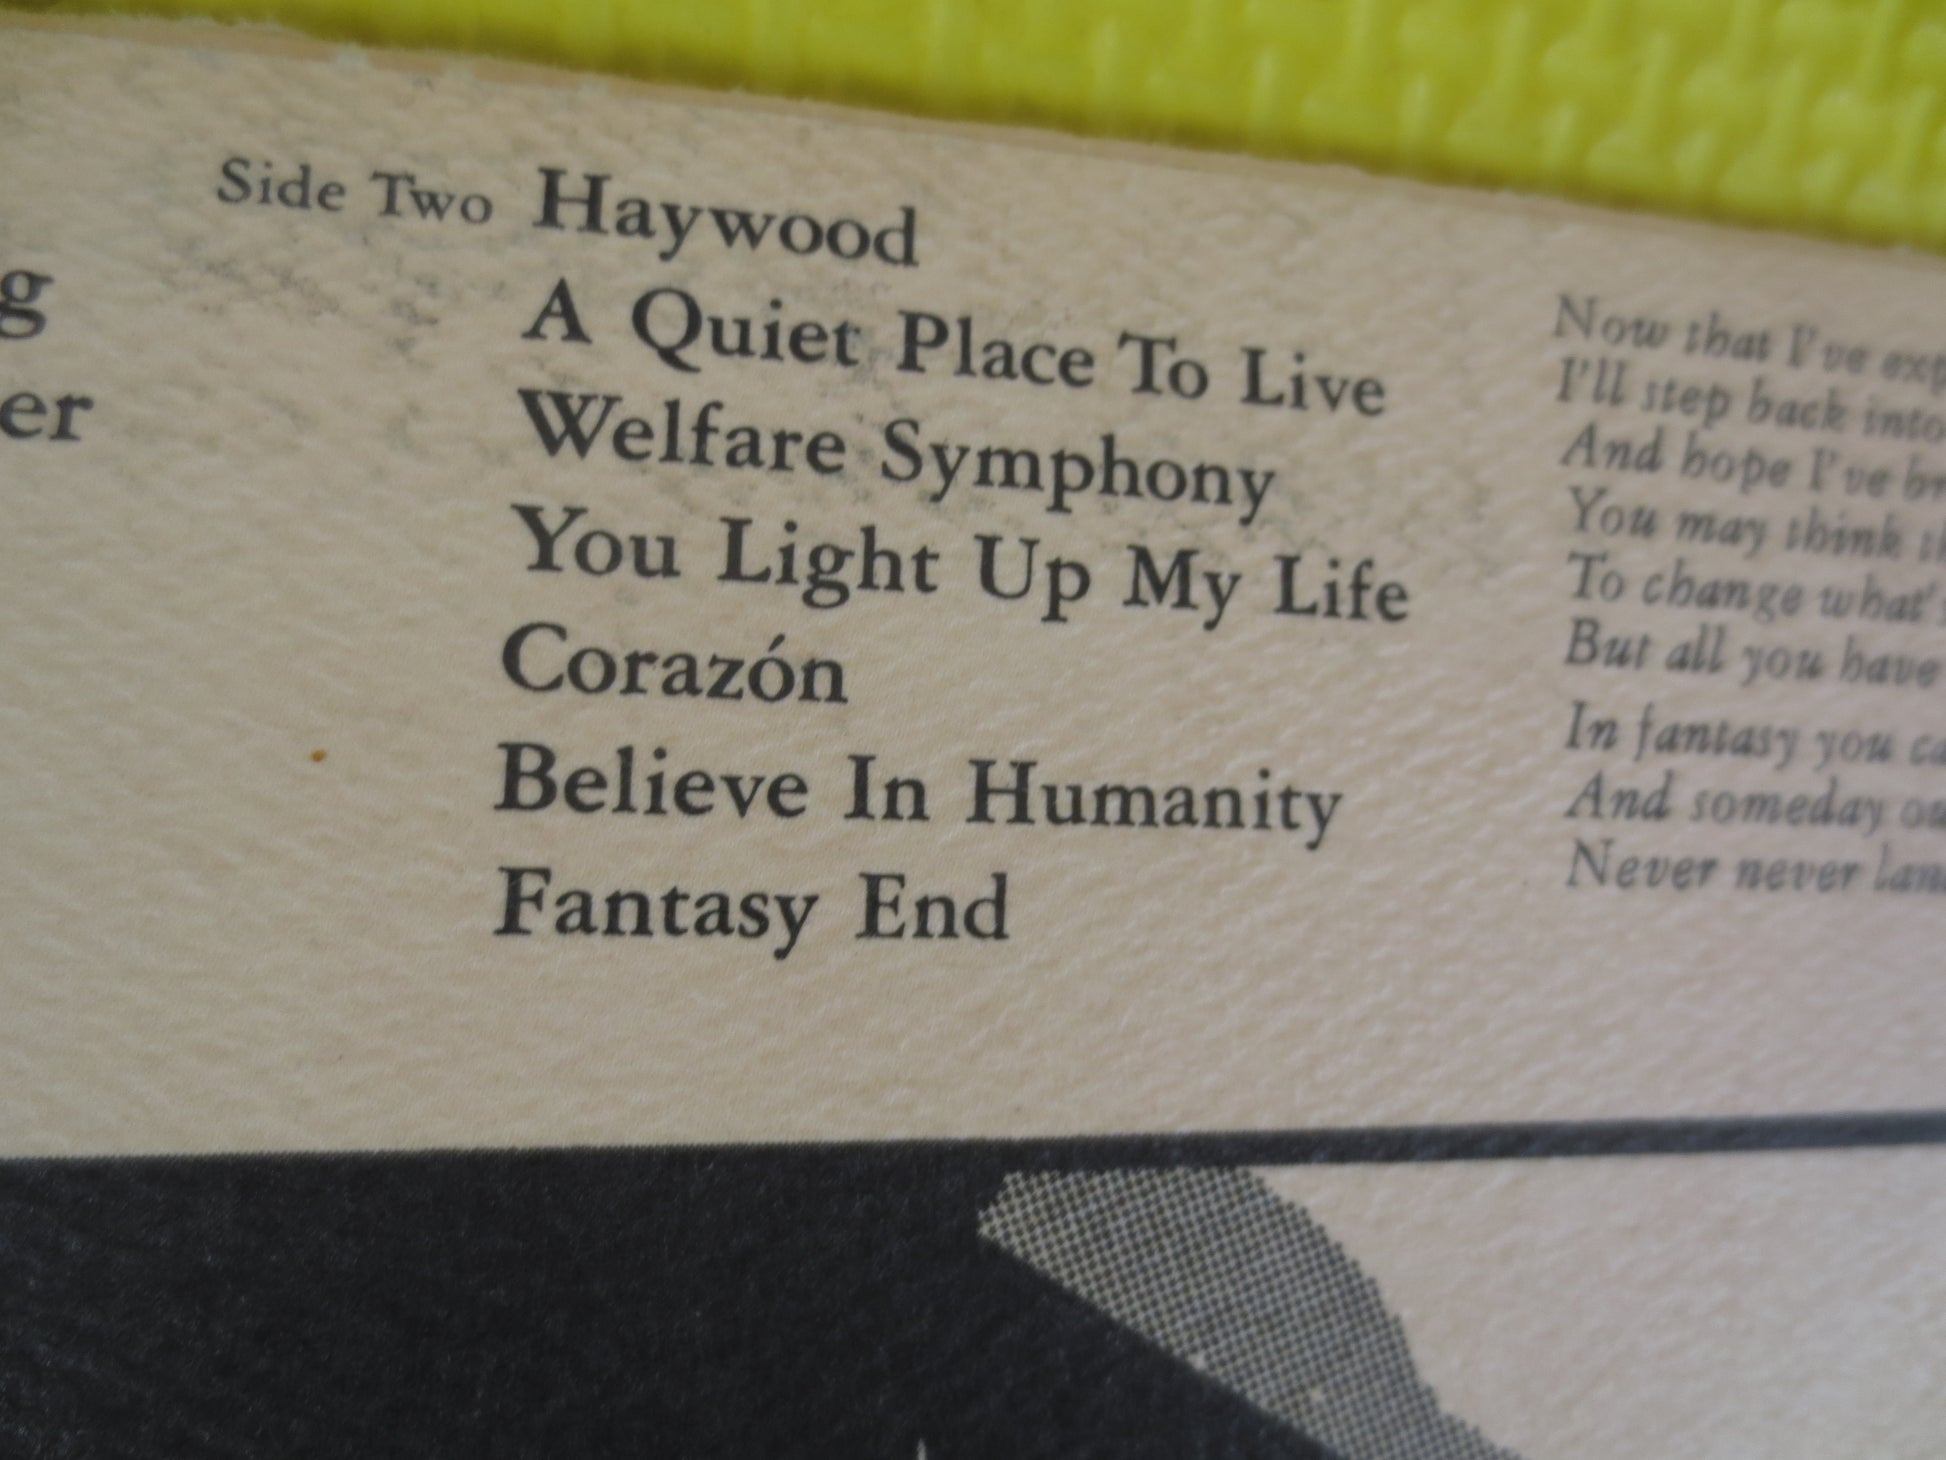 g
er
Side Two Haywood
A Quiet Place To Live
Welfare Symphony
You Light Up My Life
Corazón
Believe In Humanity
Fantasy End
Now that I've
I'll step back into
And hope I've
You may think
To change what's
But all you have
In fantasy you
And someday
Never never